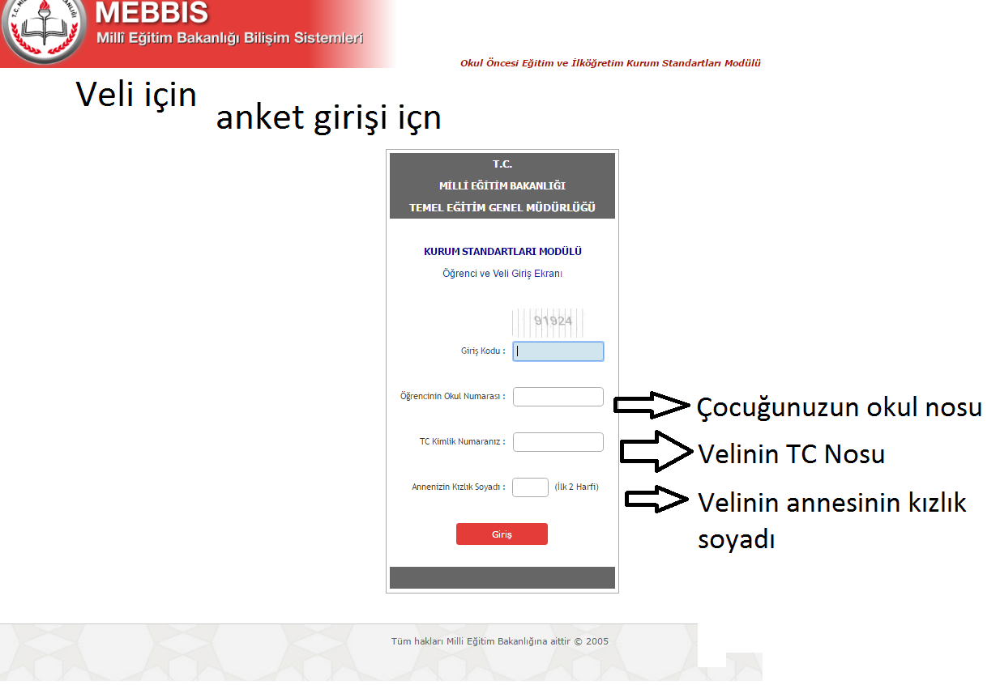 MEBBİS
Millî Eğitim Bakanlığı Bilişim Sistemleri
Okul Öncesi Eğitim ve İlköğretim Kurum Standartları Modülü
Veli için
anket girişi içn
T.C.
MİLLİ EĞİTİM BAKANLIĞI
TEMEL EĞİTİM GENEL MÜDÜRLÜĞÜ
KURUM STANDARTLARI MODÜLÜ
Öğrenci ve Veli Giriş Ekranı
91924
Giriş Kodu :
Öğrencinin Okul Numarası :
Çocuğunuzun okul nosu
TC Kimlik Numaranız :
Velinin TC Nosu
Annenizin Kızlık Soyadı : (İlk 2 Harfi)
Velinin annesinin kızlık
soyadı
Giriş
Tüm hakları Milli Eğitim Bakanlığına aittir © 2005